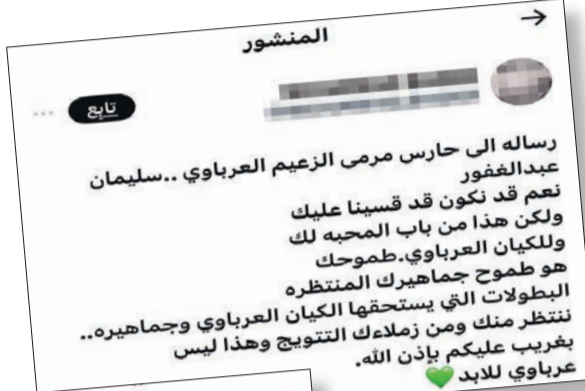 المنشور
تابع
رساله الى حارس مرمى الزعيم العرباوي ..سليمان
عبدالغفور
نعم قد نكون قد قسينا عليك
ولكن هذا من باب المحبه لك
وللكيان العرباوي.طموحك
هو طموح جماهيرك المنتظره
البطولات التي يستحقها الكيان العرباوي وجماهيره..
ننتظر منك ومن زملاءك التتويج وهذا ليس
بغريب عليكم بإذن الله.
عرباوي للابد 💚